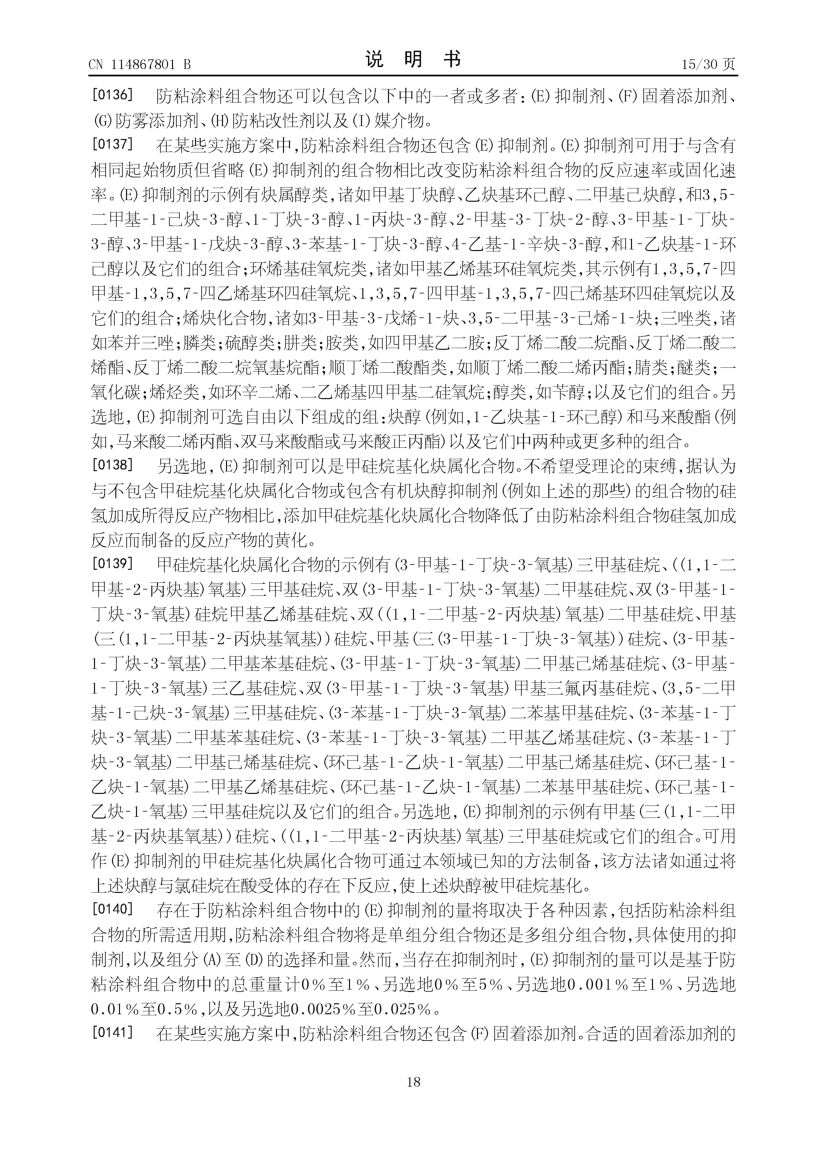 CN 114867801 B
说 明 书
15/30 页
[0136] 防粘涂料组合物还可以包含以下中的一者或多者：(E)抑制剂、(F)固着添加剂、
(G)防雾添加剂、(H)防粘改性剂以及(I)媒介物。
[0137] 在某些实施方案中，防粘涂料组合物还包含(E)抑制剂。(E)抑制剂可用于与含有
相同起始物质但省略(E)抑制剂的组合物相比改变防粘涂料组合物的反应速率或固化速
率。(E)抑制剂的示例有炔属醇类，诸如甲基丁炔醇、乙炔基环己醇、二甲基己炔醇，和3,5-
二甲基-1-己炔-3-醇、1-丁炔-3-醇、1-丙炔-3-醇、2-甲基-3-丁炔-2-醇、3-甲基-1-丁炔-
3-醇、3-甲基-1-戊炔-3-醇、3-苯基-1-丁炔-3-醇、4-乙基-1-辛炔-3-醇，和1-乙炔基-1-环
己醇以及它们的组合；环烯基硅氧烷类，诸如甲基乙烯基环硅氧烷类，其示例有1,3,5,7-四
甲基-1,3,5,7-四乙烯基环四硅氧烷、1,3,5,7-四甲基-1,3,5,7-四己烯基环四硅氧烷以及
它们的组合；烯炔化合物，诸如3-甲基-3-戊烯-1-炔、3,5-二甲基-3-己烯-1-炔；三唑类，诸
如苯并三唑；膦类；硫醇类；肼类；胺类，如四甲基乙二胺；反丁烯二酸二烷酯、反丁烯二酸二
烯酯、反丁烯二酸二烷氧基烷酯；顺丁烯二酸酯类，如顺丁烯二酸二烯丙酯；腈类；醚类；一
氧化碳；烯烃类，如环辛二烯、二乙烯基四甲基二硅氧烷；醇类，如苄醇；以及它们的组合。另
选地，(E)抑制剂可选自由以下组成的组：炔醇(例如，1-乙炔基-1-环己醇)和马来酸酯(例
如，马来酸二烯丙酯、双马来酸酯或马来酸正丙酯)以及它们中两种或更多种的组合。
[0138] 另选地，(E)抑制剂可以是甲硅烷基化炔属化合物。不希望受理论的束缚，据认为
与不包含甲硅烷基化炔属化合物或包含有机炔醇抑制剂(例如上述的那些)的组合物的硅
氢加成所得反应产物相比，添加甲硅烷基化炔属化合物降低了由防粘涂料组合物硅氢加成
反应而制备的反应产物的黄化。
[0139] 甲硅烷基化炔属化合物的示例有(3-甲基-1-丁炔-3-氧基)三甲基硅烷、((1,1-二
甲基-2-丙炔基)氧基)三甲基硅烷、双(3-甲基-1-丁炔-3-氧基)二甲基硅烷、双(3-甲基-1-
丁炔-3-氧基)硅烷甲基乙烯基硅烷、双((1,1-二甲基-2-丙炔基)氧基)二甲基硅烷、甲基
(三(1,1-二甲基-2-丙炔基氧基))硅烷、甲基(三(3-甲基-1-丁炔-3-氧基))硅烷、(3-甲基-
1-丁炔-3-氧基)二甲基苯基硅烷、(3-甲基-1-丁炔-3-氧基)二甲基己烯基硅烷、(3-甲基-
1-丁炔-3-氧基)三乙基硅烷、双(3-甲基-1-丁炔-3-氧基)甲基三氟丙基硅烷、(3,5-二甲
基-1-己炔-3-氧基)三甲基硅烷、(3-苯基-1-丁炔-3-氧基)二苯基甲基硅烷、(3-苯基-1-丁
炔-3-氧基)二甲基苯基硅烷、(3-苯基-1-丁炔-3-氧基)二甲基乙烯基硅烷、(3-苯基-1-丁
炔-3-氧基)二甲基己烯基硅烷、(环己基-1-乙炔-1-氧基)二甲基己烯基硅烷、(环己基-1-
乙炔-1-氧基)二甲基乙烯基硅烷、(环己基-1-乙炔-1-氧基)二苯基甲基硅烷、(环己基-1-
乙炔-1-氧基)三甲基硅烷以及它们的组合。另选地，(E)抑制剂的示例有甲基(三(1,1-二甲
基-2-丙炔基氧基))硅烷、((1,1-二甲基-2-丙炔基)氧基)三甲基硅烷或它们的组合。可用
作(E)抑制剂的甲硅烷基化炔属化合物可通过本领域已知的方法制备，该方法诸如通过将
上述炔醇与氯硅烷在酸受体的存在下反应，使上述炔醇被甲硅烷基化。
[0140] 存在于防粘涂料组合物中的(E)抑制剂的量将取决于各种因素，包括防粘涂料组
合物的所需适用期，防粘涂料组合物将是单组分组合物还是多组分组合物，具体使用的抑
制剂，以及组分(A)至(D)的选择和量。然而，当存在抑制剂时，(E)抑制剂的量可以是基于防
粘涂料组合物中的总重量计0%至1%、另选地0%至5%、另选地0.001%至1%、另选地
0.01%至0.5%，以及另选地0.0025%至0.025%。
[0141] 在某些实施方案中，防粘涂料组合物还包含(F)固着添加剂。合适的固着添加剂的
18